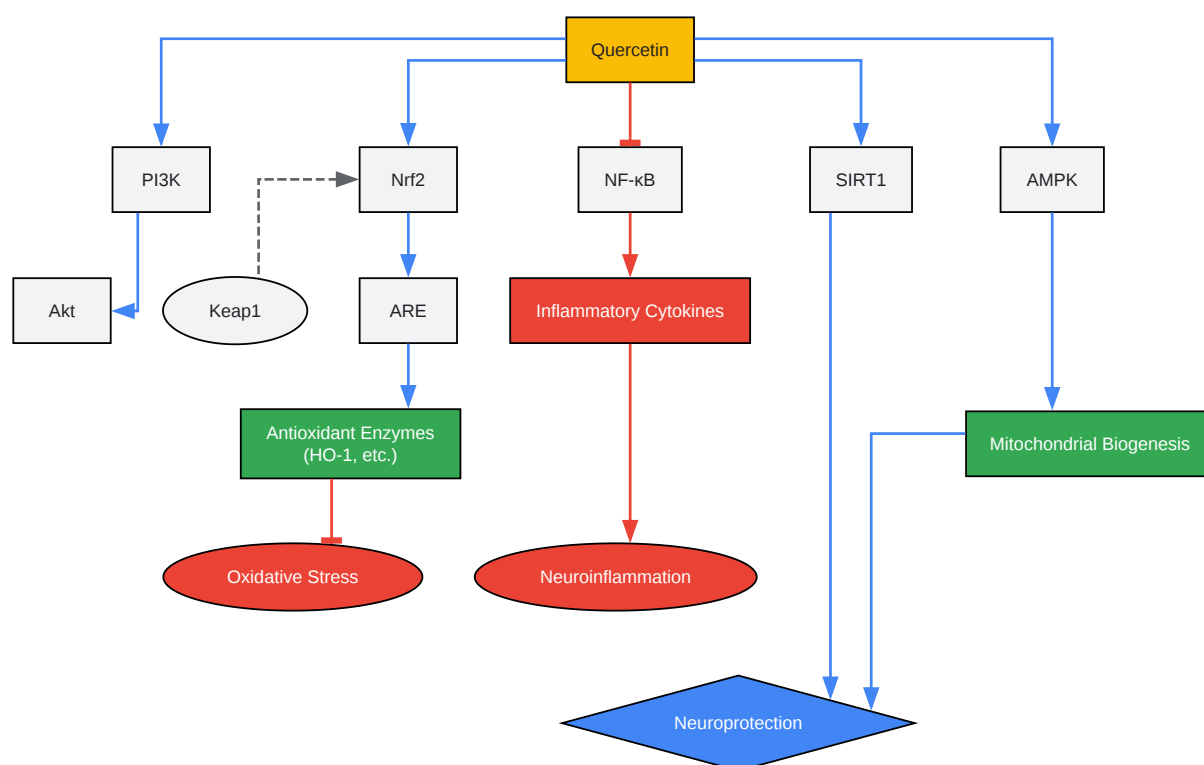 Quercetin
PI3K
Nrf2
NF-κB
SIRT1
AMPK
Akt
Keap1
ARE
Inflammatory Cytokines
Antioxidant Enzymes
(HO-1, etc.)
Mitochondrial Biogenesis
Oxidative Stress
Neuroinflammation
Neuroprotection